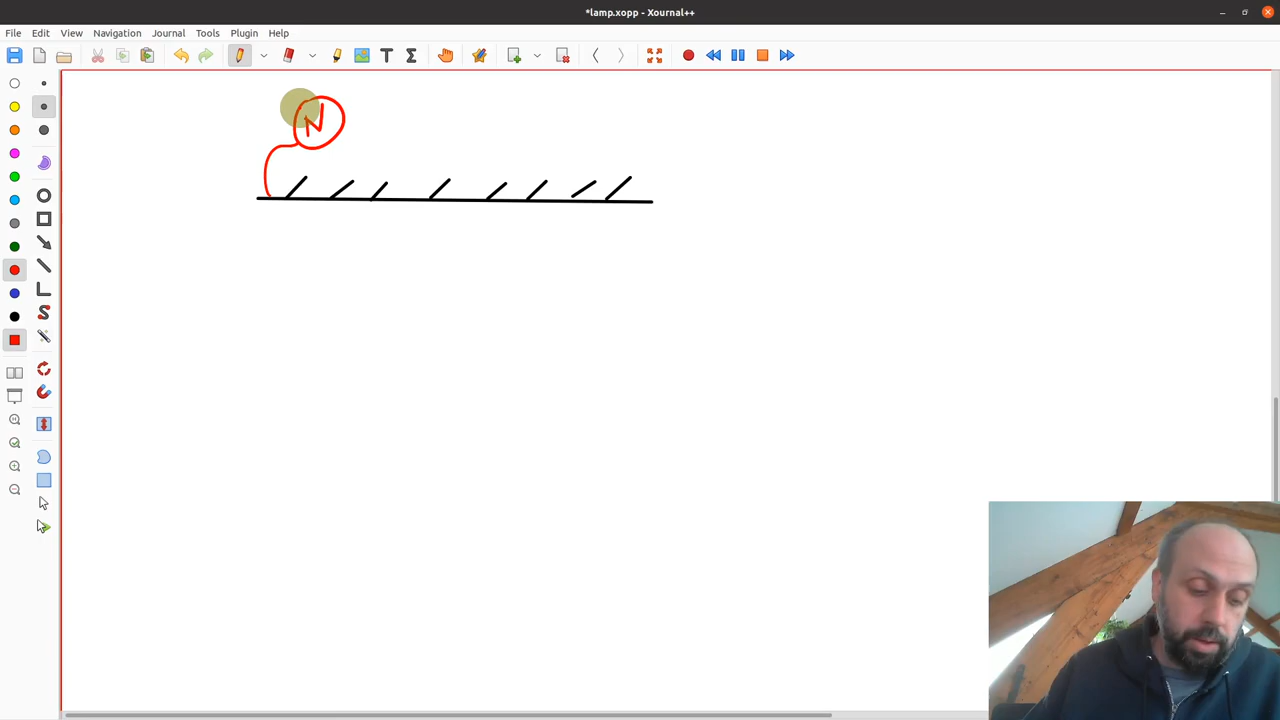 *lamp.xopp - Xournal++
File Edit View Navigation Journal Tools Plugin Help
N